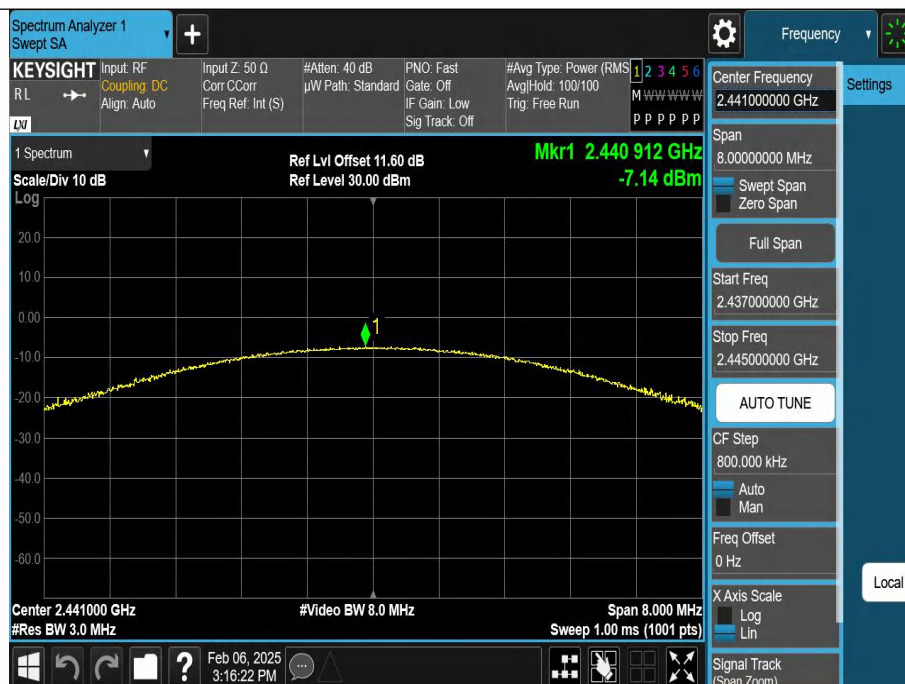 Spectrum Analyzer 1
Swept SA
+
Frequency
KEYSIGHT
RL
LXI
Input: RF
Coupling: DC
Align: Auto
Input Z: 50 Ω
Corr CCorr
Freq Ref: Int (S)
#Atten: 40 dB
µW Path: Standard
PNO: Fast
Gate: Off
IF Gain: Low
Sig Track: Off
#Avg Type: Power (RMS
Avg|Hold: 100/100
Trig: Free Run
1 2 3 4 5 6
M W W W W W
P P P P P P
1 Spectrum
Scale/Div 10 dB
Log
Ref Lvl Offset 11.60 dB
Ref Level 30.00 dBm
Mkr1 2.440 912 GHz
-7.14 dBm
20.0
10.0
0.00
-10.0
-20.0
-30.0
-40.0
-50.0
-60.0
1
Center 2.441000 GHz
#Video BW 8.0 MHz
Span 8.000 MHz
#Res BW 3.0 MHz
Sweep 1.00 ms (1001 pts)
Center Frequency
2.441000000 GHz
Settings
Span
8.00000000 MHz
Swept Span
Zero Span
Full Span
Start Freq
2.437000000 GHz
Stop Freq
2.445000000 GHz
AUTO TUNE
CF Step
800.000 kHz
Auto
Man
Freq Offset
0 Hz
Local
X Axis Scale
Log
Lin
Signal Track
(Span Zoom)
?
Feb 06, 2025
3:16:22 PM